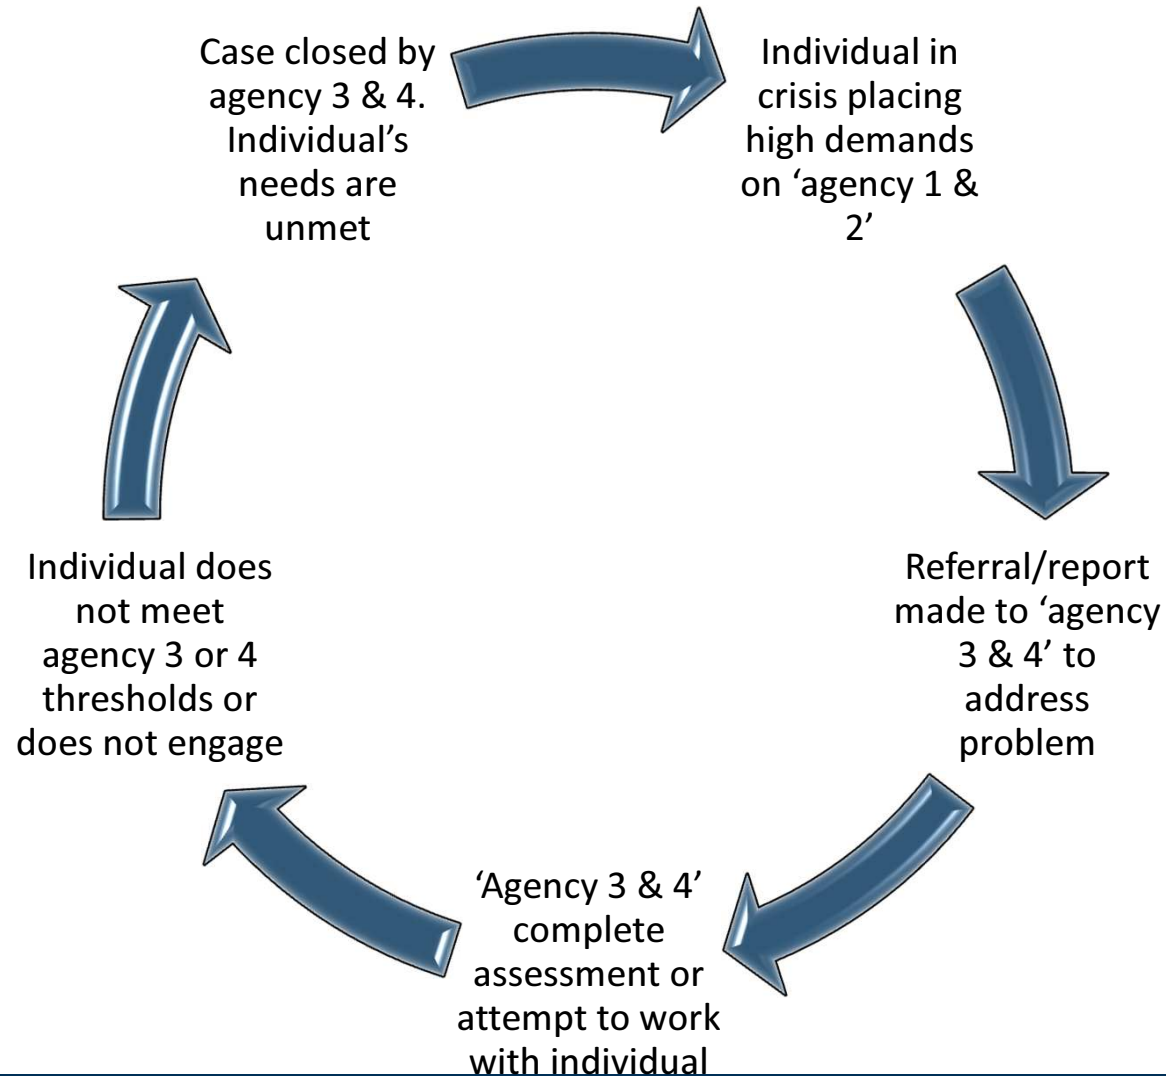 Case closed by
agency 3 & 4.
Individual’s
needs are
unmet
Individual in
crisis placing
high demands
on ‘agency 1 &
2’
Referral/report
made to ‘agency
3 & 4’ to
address
problem
‘Agency 3 & 4’
complete
assessment or
attempt to work
with individual
Individual does
not meet
agency 3 or 4
thresholds or
does not engage